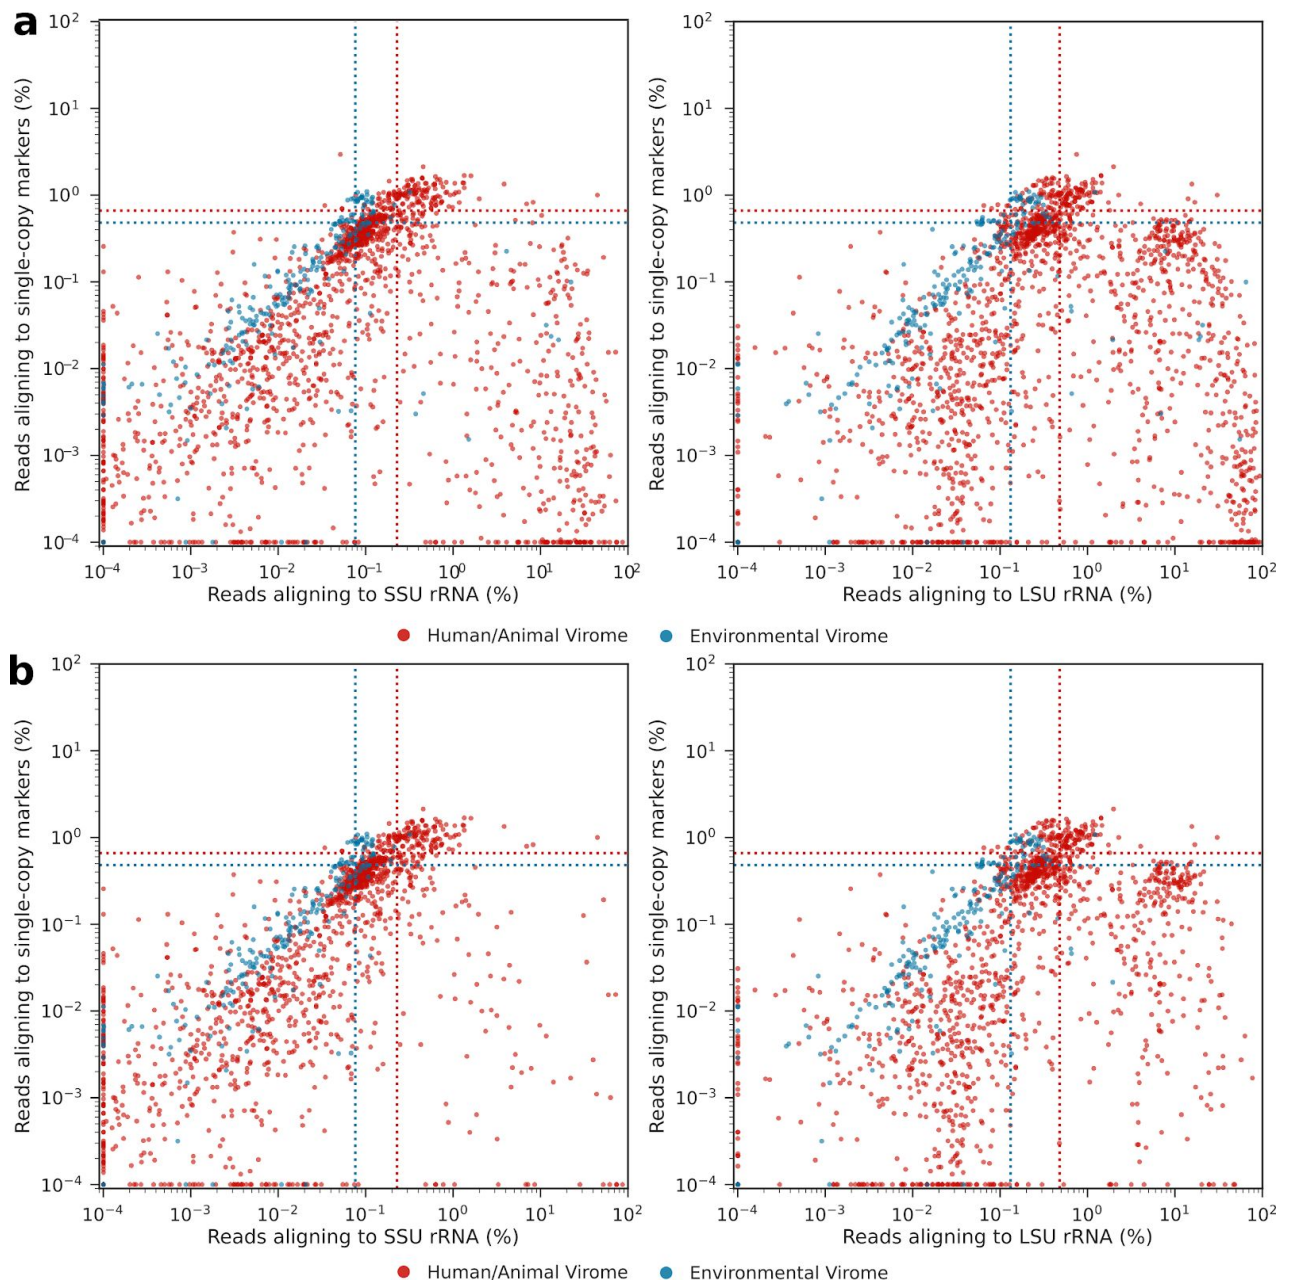 a
10²
10¹
10⁰
10⁻¹
10⁻²
10⁻³
10⁻⁴
Reads aligning to single-copy markers (%)
10⁻⁴ 10⁻³ 10⁻² 10⁻¹ 10⁰ 10¹ 10²
Reads aligning to SSU rRNA (%)
10²
10¹
10⁰
10⁻¹
10⁻²
10⁻³
10⁻⁴
Reads aligning to single-copy markers (%)
10⁻⁴ 10⁻³ 10⁻² 10⁻¹ 10⁰ 10¹ 10²
Reads aligning to LSU rRNA (%)
Human/Animal Virome Environmental Virome
b
10²
10¹
10⁰
10⁻¹
10⁻²
10⁻³
10⁻⁴
Reads aligning to single-copy markers (%)
10⁻⁴ 10⁻³ 10⁻² 10⁻¹ 10⁰ 10¹ 10²
Reads aligning to SSU rRNA (%)
10²
10¹
10⁰
10⁻¹
10⁻²
10⁻³
10⁻⁴
Reads aligning to single-copy markers (%)
10⁻⁴ 10⁻³ 10⁻² 10⁻¹ 10⁰ 10¹ 10²
Reads aligning to LSU rRNA (%)
Human/Animal Virome Environmental Virome